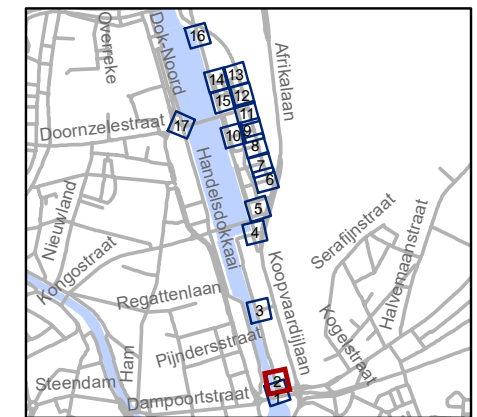 Overreke
Dok-Noord
16
Afrikalaan
13
14
12
15
11
Doornzelestraat
17
10
9
8
7
6
Handelsdokkaai
Nieuwland
5
4
Kongostraat
Serafijnstraat
Halvemaanstraat
Koopvaardijlaan
Regattenlaan
3
Kogelstraat
Pijndersstraat
Ham
Steendam
2
Dampoortstraat